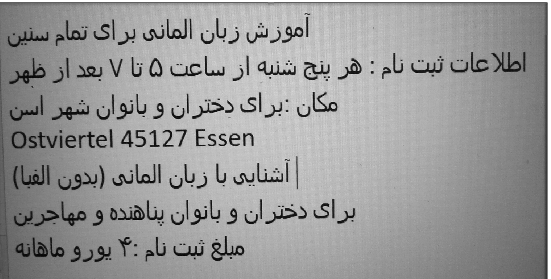 آموزش زبان المانی برای تمام سنین
اطلاعات ثبت نام : هر پنج شنبه از ساعت ۵ تا ۷ بعد از ظهر
مکان :برای دختران و بانوان شهر اسن
Ostviertel 45127 Essen
آشنایی با زبان المانی (بدون الفبا)
برای دختران و بانوان پناهنده و مهاجرین
مبلغ ثبت نام :۴ یورو ماهانه